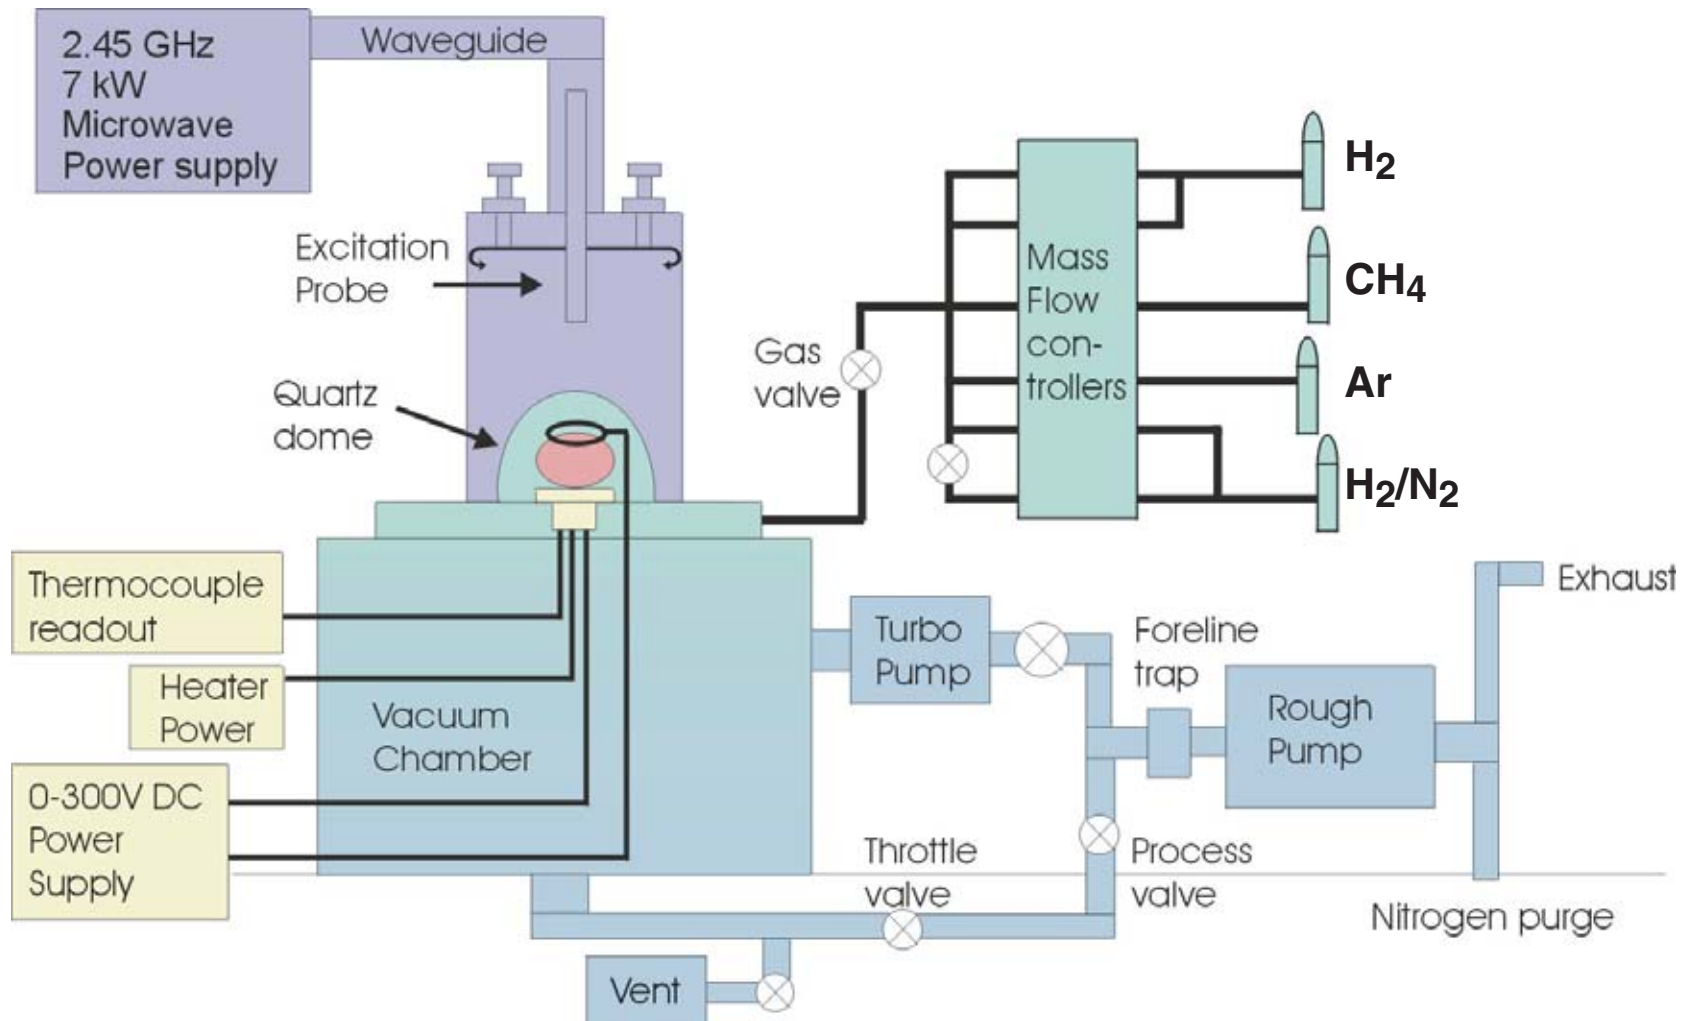 2.45 GHz
7 kW
Microwave
Power supply
Waveguide
Excitation
Probe
Quartz
dome
Gas
valve
Mass
Flow
con-
trollers
H2
CH4
Ar
H2/N2
Thermocouple
readout
Heater
Power
0-300V DC
Power
Supply
Vacuum
Chamber
Turbo
Pump
Foreline
trap
Rough
Pump
Exhaust
Throttle
valve
Process
valve
Nitrogen purge
Vent